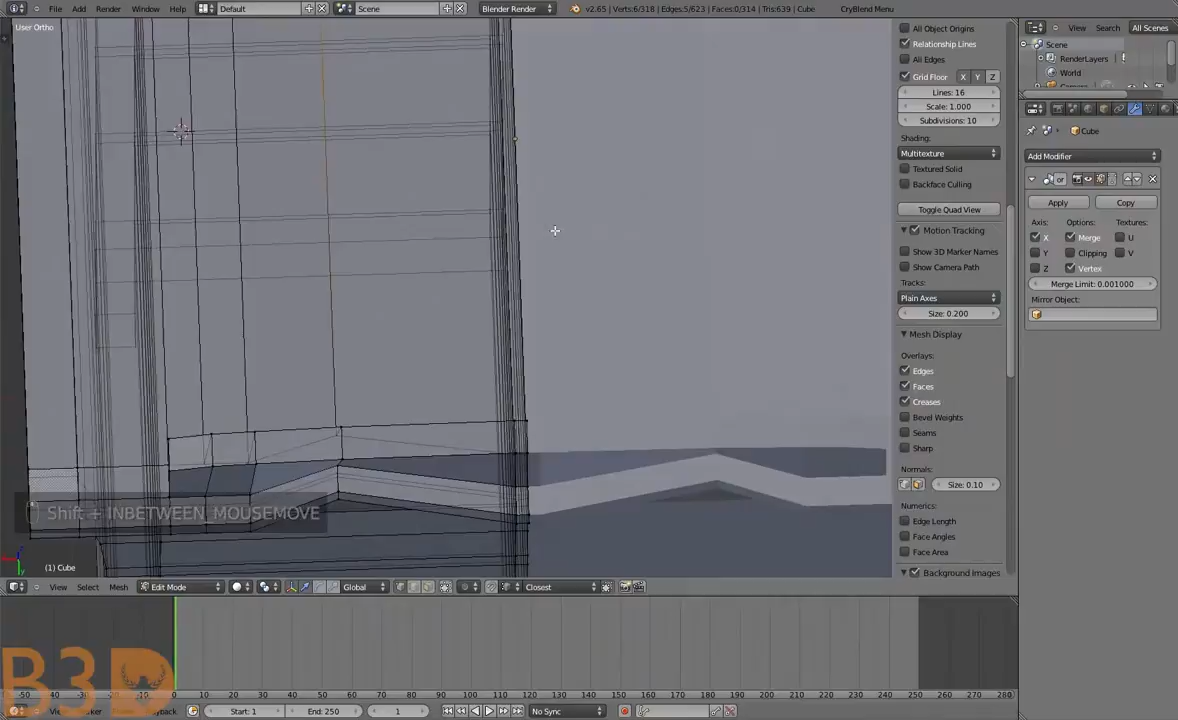 File Add Render Window Help Default Scene Blender Render v2.65 | Verts:6/318 | Edges:5/623 | Faces:0/314 | Tris:639 | Cube CryBlend Menu
User Ortho
All Object Origins
Relationship Lines
All Edges
Grid Floor X Y Z
Lines: 16
Scale: 1.000
Subdivisions: 10
Shading:
Multitexture
Textured Solid
Backface Culling
Toggle Quad View
Motion Tracking
Show 3D Marker Names
Show Camera Path
Tracks:
Plain Axes
Size: 0.200
Mesh Display
Overlays:
Edges
Faces
Creases
Bevel Weights
Seams
Sharp
Normals:
Size: 0.10
Numerics:
Edge Length
Edge Angles
Face Area
Background Images
View Search All Scenes
Scene
RenderLayers
World
Cube
Add Modifier
Apply Copy
Axis: Options: Textures:
X Merge U
Y Clipping V
Z Vertex
Merge Limit: 0.001000
Mirror Object:
Shift + INBETWEEN_MOUSEMOVE
(1) Cube
View Select Mesh Edit Mode Global Closest
-50 -40 -30 -20 -10 0 10 20 30 40 50 60 70 80 90 100 110 120 130 140 150 160 170 180 190 200 210 220 230 240 250 260 270 280
B3D
Start: 1 End: 250 1 No Sync